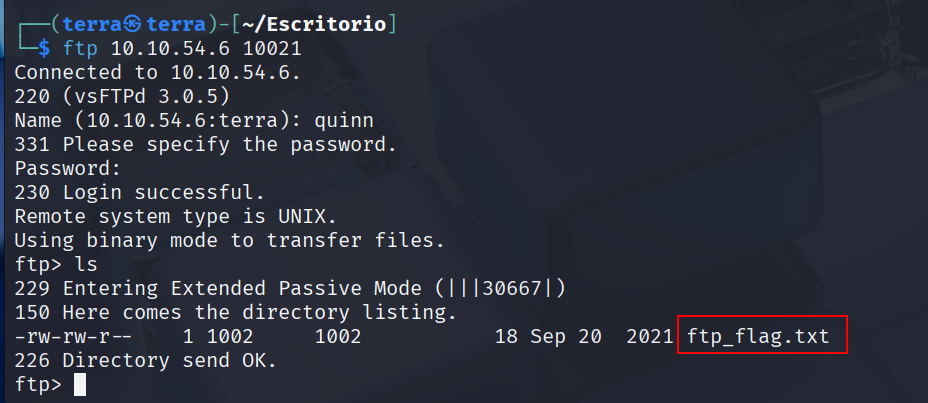 ┌──(terra㉿terra)-[~/Escritorio]
└─$ ftp 10.10.54.6 10021
Connected to 10.10.54.6.
220 (vsFTPd 3.0.5)
Name (10.10.54.6:terra): quinn
331 Please specify the password.
Password:
230 Login successful.
Remote system type is UNIX.
Using binary mode to transfer files.
ftp> ls
229 Entering Extended Passive Mode (|||30667|)
150 Here comes the directory listing.
-rw-rw-r--    1 1002     1002           18 Sep 20  2021 ftp_flag.txt
226 Directory send OK.
ftp>